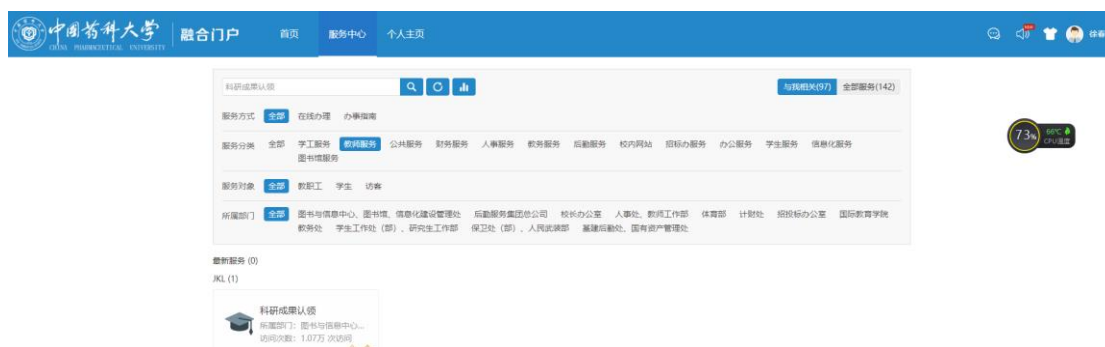 中国药科大学
CHINA PHARMACEUTICAL UNIVERSITY
融合门户
首页
服务中心
个人主页
科研成果认领
与我相关(97)
全部服务(142)
服务方式 全部 在线办理 办事指南
服务分类 全部 学工服务 教师服务 公共服务 财务服务 人事服务 教务服务 后勤服务 校内网站 招标办服务 办公服务 学生服务 信息化服务
图书馆服务
服务对象 全部 教职工 学生 访客
所属部门 全部 图书与信息中心、图书馆、信息化建设管理处 后勤服务集团总公司 校长办公室 人事处、教师工作部 体育部 计财处 招投标办公室 国际教育学院
教务处 学生工作处（部）、研究生工作部 保卫处（部）、人民武装部 基建后勤处、国有资产管理处
73%
66℃
CPU温度
最新服务 (0)
JKL (1)
科研成果认领
所属部门：图书与信息中心...
访问次数：1.07万 次访问